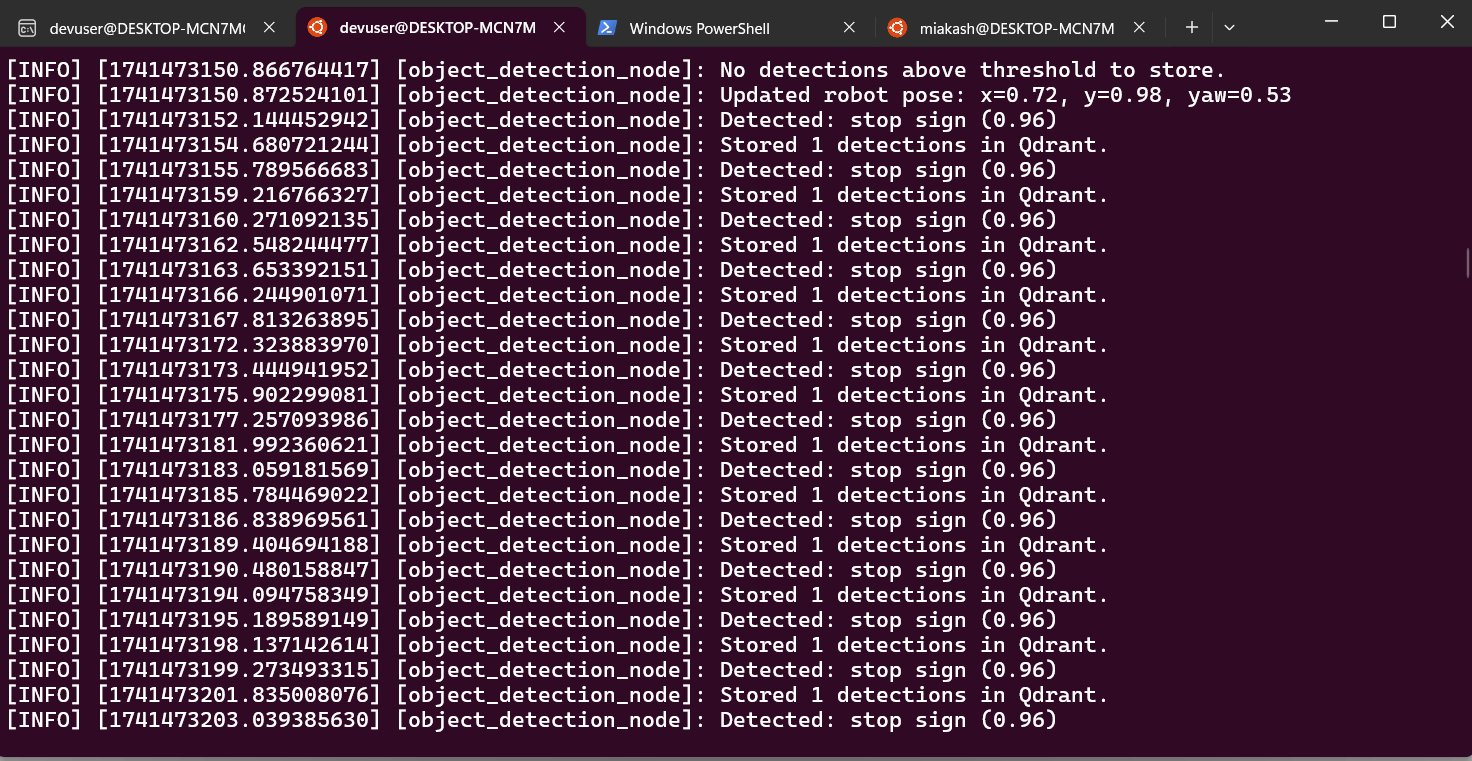 devuser@DESKTOP-MCN7M
devuser@DESKTOP-MCN7M
Windows PowerShell
miakash@DESKTOP-MCN7M
[INFO] [1741473150.866764417] [object_detection_node]: No detections above threshold to store.
[INFO] [1741473150.872524101] [object_detection_node]: Updated robot pose: x=0.72, y=0.98, yaw=0.53
[INFO] [1741473152.144452942] [object_detection_node]: Detected: stop sign (0.96)
[INFO] [1741473154.680721244] [object_detection_node]: Stored 1 detections in Qdrant.
[INFO] [1741473155.789566683] [object_detection_node]: Detected: stop sign (0.96)
[INFO] [1741473159.216766327] [object_detection_node]: Stored 1 detections in Qdrant.
[INFO] [1741473160.271092135] [object_detection_node]: Detected: stop sign (0.96)
[INFO] [1741473162.548244477] [object_detection_node]: Stored 1 detections in Qdrant.
[INFO] [1741473163.653392151] [object_detection_node]: Detected: stop sign (0.96)
[INFO] [1741473166.244901071] [object_detection_node]: Stored 1 detections in Qdrant.
[INFO] [1741473167.813263895] [object_detection_node]: Detected: stop sign (0.96)
[INFO] [1741473172.323883970] [object_detection_node]: Stored 1 detections in Qdrant.
[INFO] [1741473173.444941952] [object_detection_node]: Detected: stop sign (0.96)
[INFO] [1741473175.902299081] [object_detection_node]: Stored 1 detections in Qdrant.
[INFO] [1741473177.257093986] [object_detection_node]: Detected: stop sign (0.96)
[INFO] [1741473181.992360621] [object_detection_node]: Stored 1 detections in Qdrant.
[INFO] [1741473183.059181569] [object_detection_node]: Detected: stop sign (0.96)
[INFO] [1741473185.784469022] [object_detection_node]: Stored 1 detections in Qdrant.
[INFO] [1741473186.838969561] [object_detection_node]: Detected: stop sign (0.96)
[INFO] [1741473189.404694188] [object_detection_node]: Stored 1 detections in Qdrant.
[INFO] [1741473190.480158847] [object_detection_node]: Detected: stop sign (0.96)
[INFO] [1741473194.094758349] [object_detection_node]: Stored 1 detections in Qdrant.
[INFO] [1741473195.189589149] [object_detection_node]: Detected: stop sign (0.96)
[INFO] [1741473198.137142614] [object_detection_node]: Stored 1 detections in Qdrant.
[INFO] [1741473199.273493315] [object_detection_node]: Detected: stop sign (0.96)
[INFO] [1741473201.835008076] [object_detection_node]: Stored 1 detections in Qdrant.
[INFO] [1741473203.039385630] [object_detection_node]: Detected: stop sign (0.96)